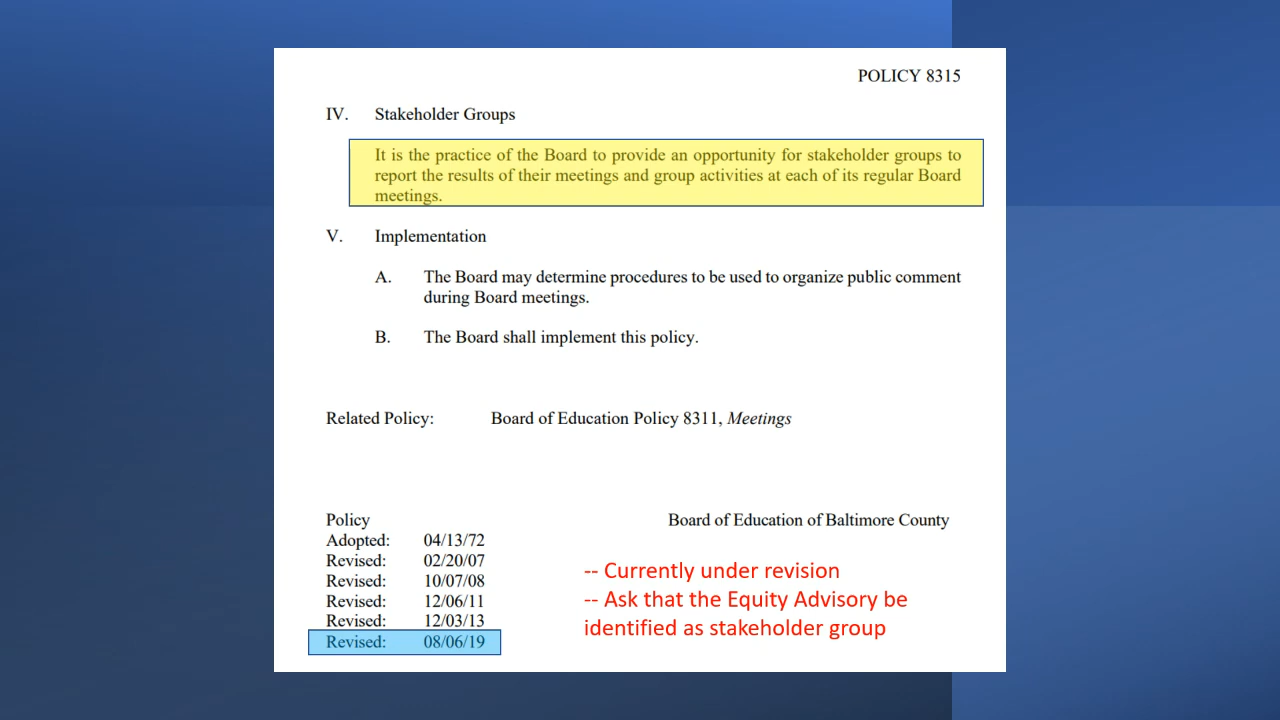 POLICY 8315
IV. Stakeholder Groups
It is the practice of the Board to provide an opportunity for stakeholder groups to
report the results of their meetings and group activities at each of its regular Board
meetings.
V. Implementation
A. The Board may determine procedures to be used to organize public comment
during Board meetings.
B. The Board shall implement this policy.
Related Policy: Board of Education Policy 8311, Meetings
Policy Board of Education of Baltimore County
Adopted: 04/13/72
Revised: 02/20/07
Revised: 10/07/08
Revised: 12/06/11
Revised: 12/03/13
Revised: 08/06/19
-- Currently under revision
-- Ask that the Equity Advisory be
identified as stakeholder group